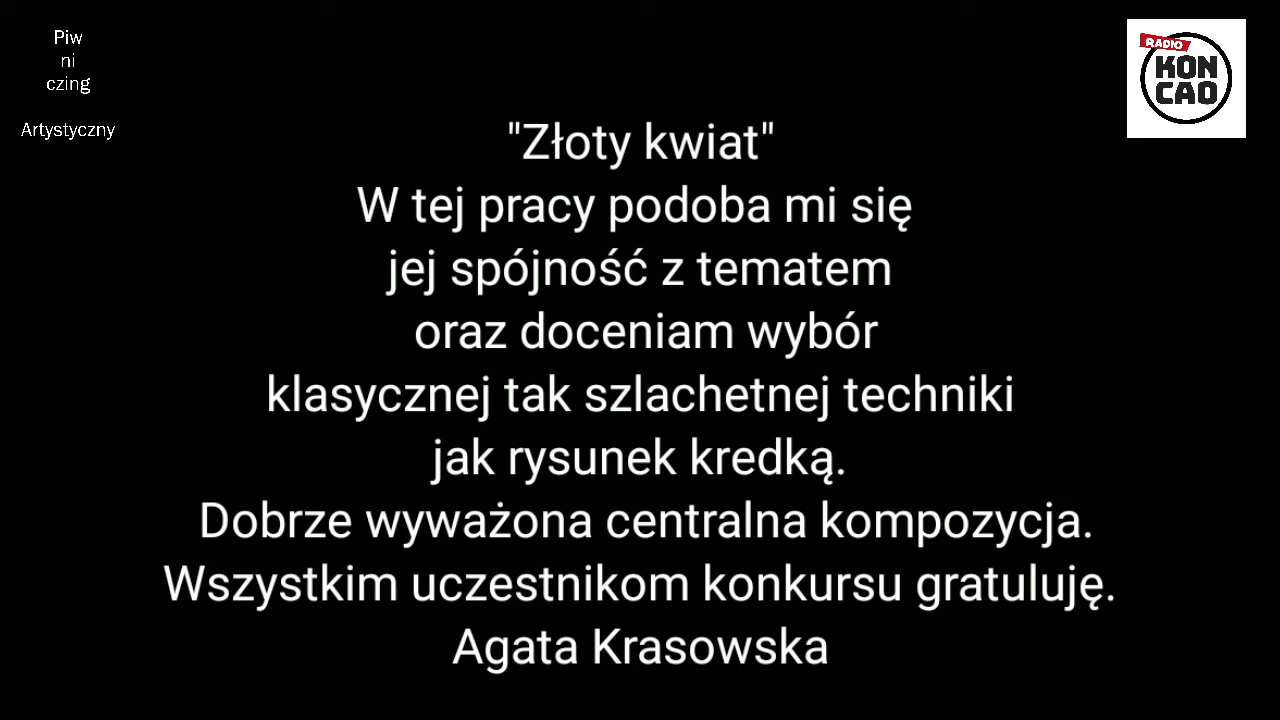 Piw
ni
czing
Artystyczny
RADIO
KON
CAO
"Złoty kwiat"
W tej pracy podoba mi się
jej spójność z tematem
oraz doceniam wybór
klasycznej tak szlachetnej techniki
jak rysunek kredką.
Dobrze wyważona centralna kompozycja.
Wszystkim uczestnikom konkursu gratuluję.
Agata Krasowska